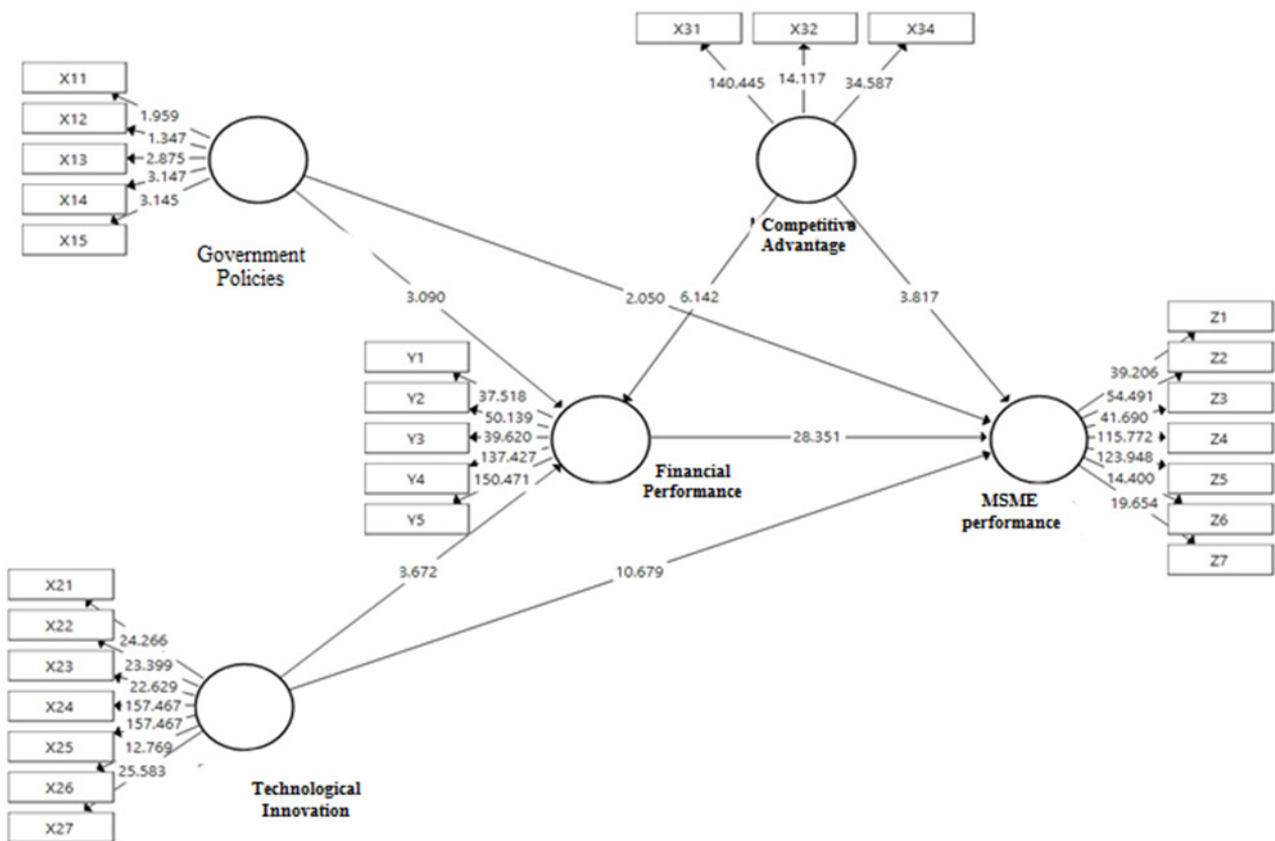 X31
X32
X34
140.445
14.117
34.587
X11
X12
X13
X14
X15
1.959
1.347
2.875
3.147
3.145
Government
Policies
Competitive
Advantage
3.090
2.050
6.142
3.817
Y1
Y2
Y3
Y4
Y5
37.518
50.139
39.620
137.427
150.471
Financial
Performance
28.351
Z1
Z2
Z3
Z4
Z5
Z6
Z7
39.206
54.491
41.690
115.772
123.948
14.400
19.654
MSME
performance
10.679
X21
X22
X23
X24
X25
X26
X27
24.266
23.399
22.629
157.467
157.467
12.769
25.583
Technological
Innovation